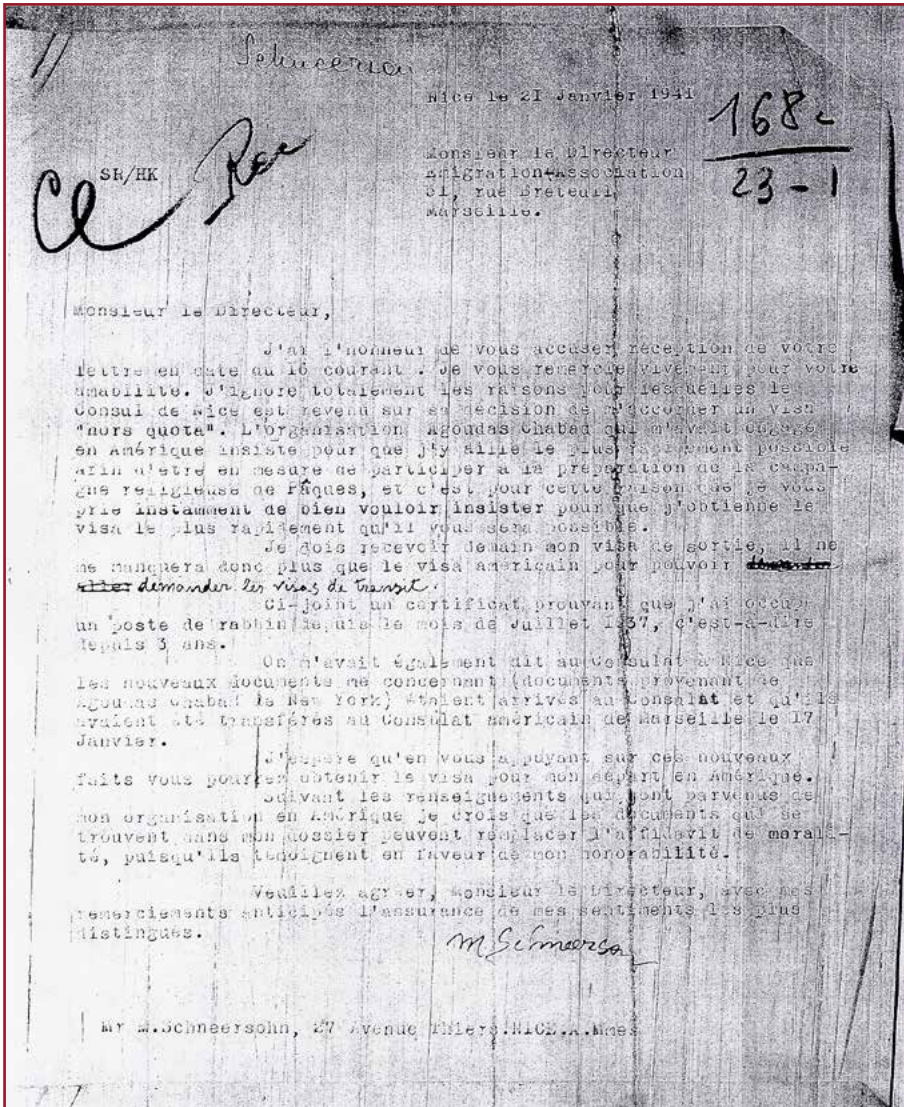 Nice le 21 Janvier 1941
168
23-1
SR/HK
Monsieur le Directeur
Emigration-Association
rue Breteuil
Marseille.
Monsieur le Directeur,
J'ai l'honneur de vous accuser réception de votre
lettre en date du 16 courant. Je vous remercie vivement pour votre
amabilité. J'ignore totalement les raisons pour lesquelles le
Consul de Nice est revenu sur sa décision de m'accorder un visa
"hors quota". L'organisation Agoudas Chabad qui m'avait engagé
en Amérique insiste pour que j'y aille le plus rapidement possible
afin d'être en mesure de participer à la préparation de la campa-
gne religieuse de Pâques, et c'est pour cette raison que je vous
prie instamment de bien vouloir insister pour que j'obtienne le
visa le plus rapidement qu'il vous sera possible.
Je dois recevoir demain mon visa de sortie, il ne
me manquera donc plus que le visa américain pour pouvoir demander
aller demander les visas de transit.
Ci-joint un certificat prouvant que j'ai occupé
un poste de rabbin depuis le mois de Juillet 1937, c'est-à-dire
depuis 3 ans.
On m'avait également dit au Consulat à Nice que
les nouveaux documents me concernant (documents provenant de
Agoudas Chabad de New York) étaient arrivés au Consulat et qu'ils
avaient été transférés au Consulat américain de Marseille le 17
Janvier.
J'espère qu'en vous appuyant sur ces nouveaux
faits vous pourrez obtenir le visa pour mon départ en Amérique.
Suivant les renseignements qui sont parvenus de
mon organisation en Amérique je crois que les documents qui se
trouvent dans mon dossier peuvent remplacer l'affidavit de morali-
té, puisqu'ils témoignent en faveur de mon honorabilité.
Veuillez agréer, Monsieur le Directeur, avec mes
remerciements anticipés l'assurance de mes sentiments les plus
distingués.
Mr M.Schneersohn, 27 Avenue Thiers.NICE.A.Mmes